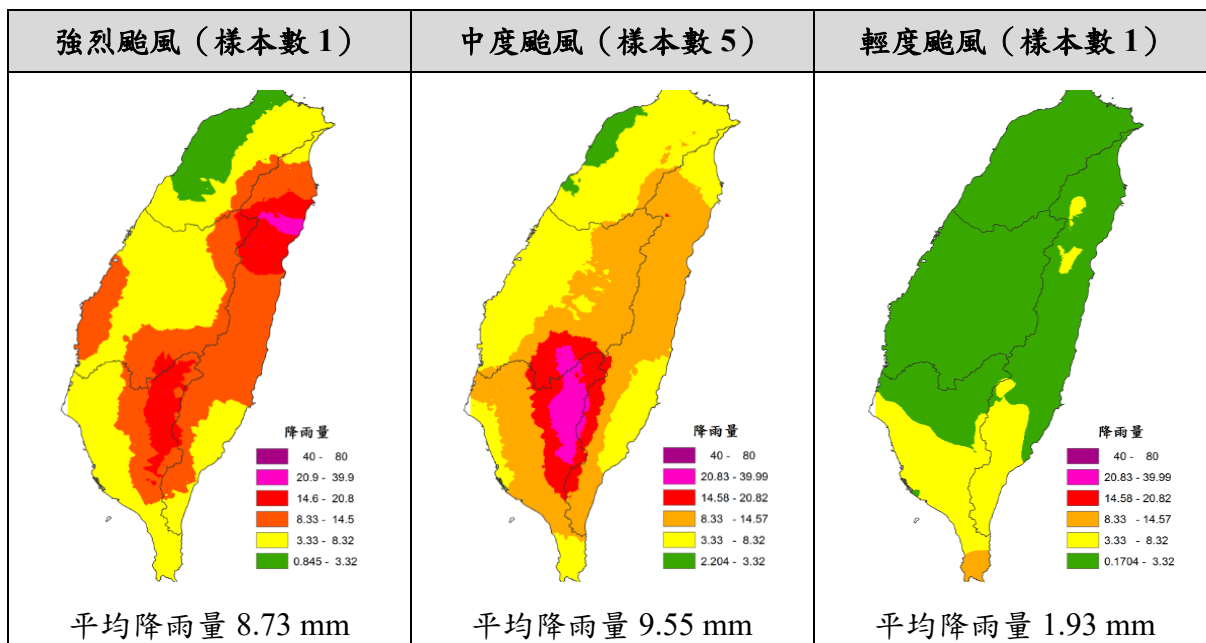 強烈颱風（樣本數 1）
中度颱風（樣本數 5）
輕度颱風（樣本數 1）
降雨量
40 - 80
20.9 - 39.9
14.6 - 20.8
8.33 - 14.5
3.33 - 8.32
0.845 - 3.32
降雨量
40 - 80
20.83 - 39.99
14.58 - 20.82
8.33 - 14.57
3.33 - 8.32
2.204 - 3.32
降雨量
40 - 80
20.83 - 39.99
14.58 - 20.82
8.33 - 14.57
3.33 - 8.32
0.1704 - 3.32
平均降雨量 8.73 mm
平均降雨量 9.55 mm
平均降雨量 1.93 mm